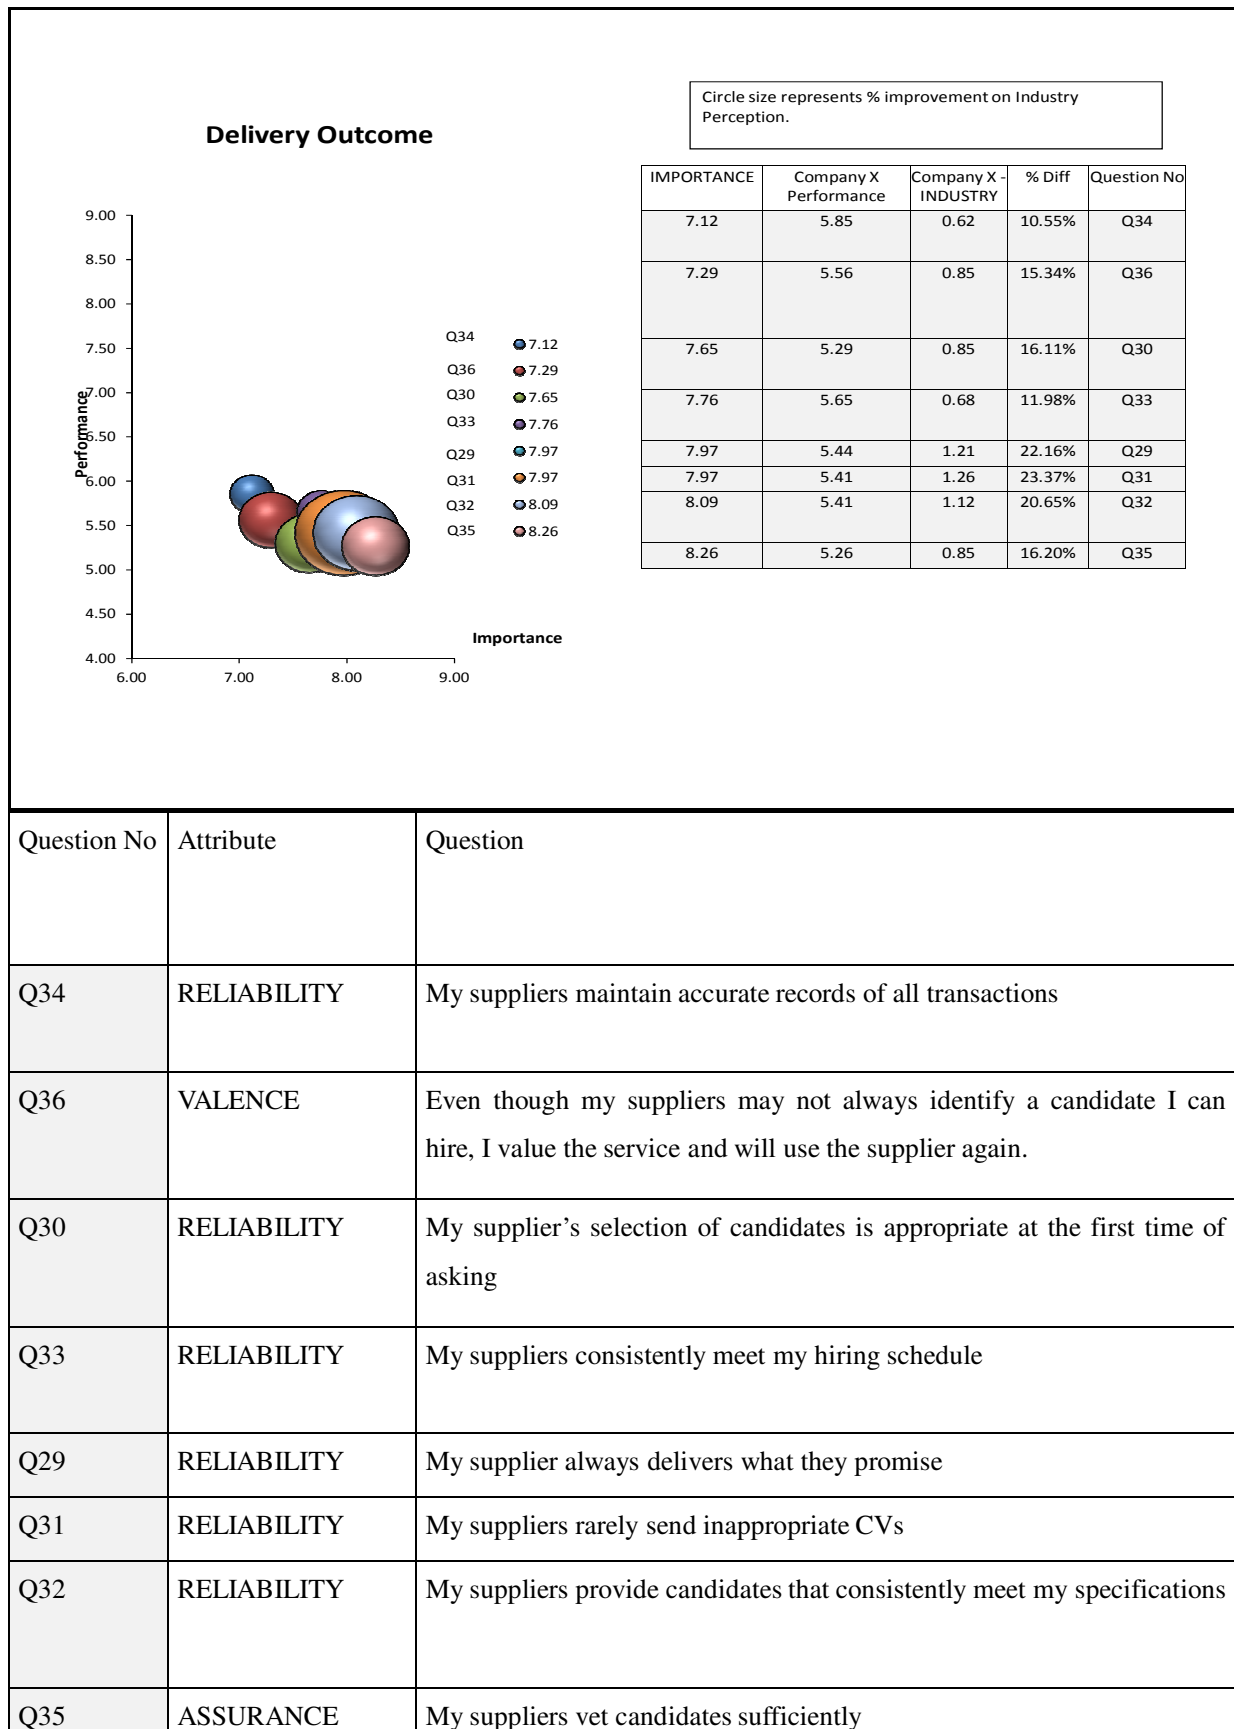 Circle size represents % improvement on Industry
Perception.
Delivery Outcome
IMPORTANCE Company X Performance Company X - INDUSTRY % Diff Question No
7.12 5.85 0.62 10.55% Q34
7.29 5.56 0.85 15.34% Q36
7.65 5.29 0.85 16.11% Q30
7.76 5.65 0.68 11.98% Q33
7.97 5.44 1.21 22.16% Q29
7.97 5.41 1.26 23.37% Q31
8.09 5.41 1.12 20.65% Q32
8.26 5.26 0.85 16.20% Q35
9.00
8.50
8.00
7.50
7.00
6.50
6.00
5.50
5.00
4.50
4.00
Performance
6.00 7.00 8.00 9.00
Importance
Q34 7.12
Q36 7.29
Q30 7.65
Q33 7.76
Q29 7.97
Q31 7.97
Q32 8.09
Q35 8.26
Question No Attribute Question
Q34 RELIABILITY My suppliers maintain accurate records of all transactions
Q36 VALENCE Even though my suppliers may not always identify a candidate I can
hire, I value the service and will use the supplier again.
Q30 RELIABILITY My supplier’s selection of candidates is appropriate at the first time of
asking
Q33 RELIABILITY My suppliers consistently meet my hiring schedule
Q29 RELIABILITY My supplier always delivers what they promise
Q31 RELIABILITY My suppliers rarely send inappropriate CVs
Q32 RELIABILITY My suppliers provide candidates that consistently meet my specifications
Q35 ASSURANCE My suppliers vet candidates sufficiently